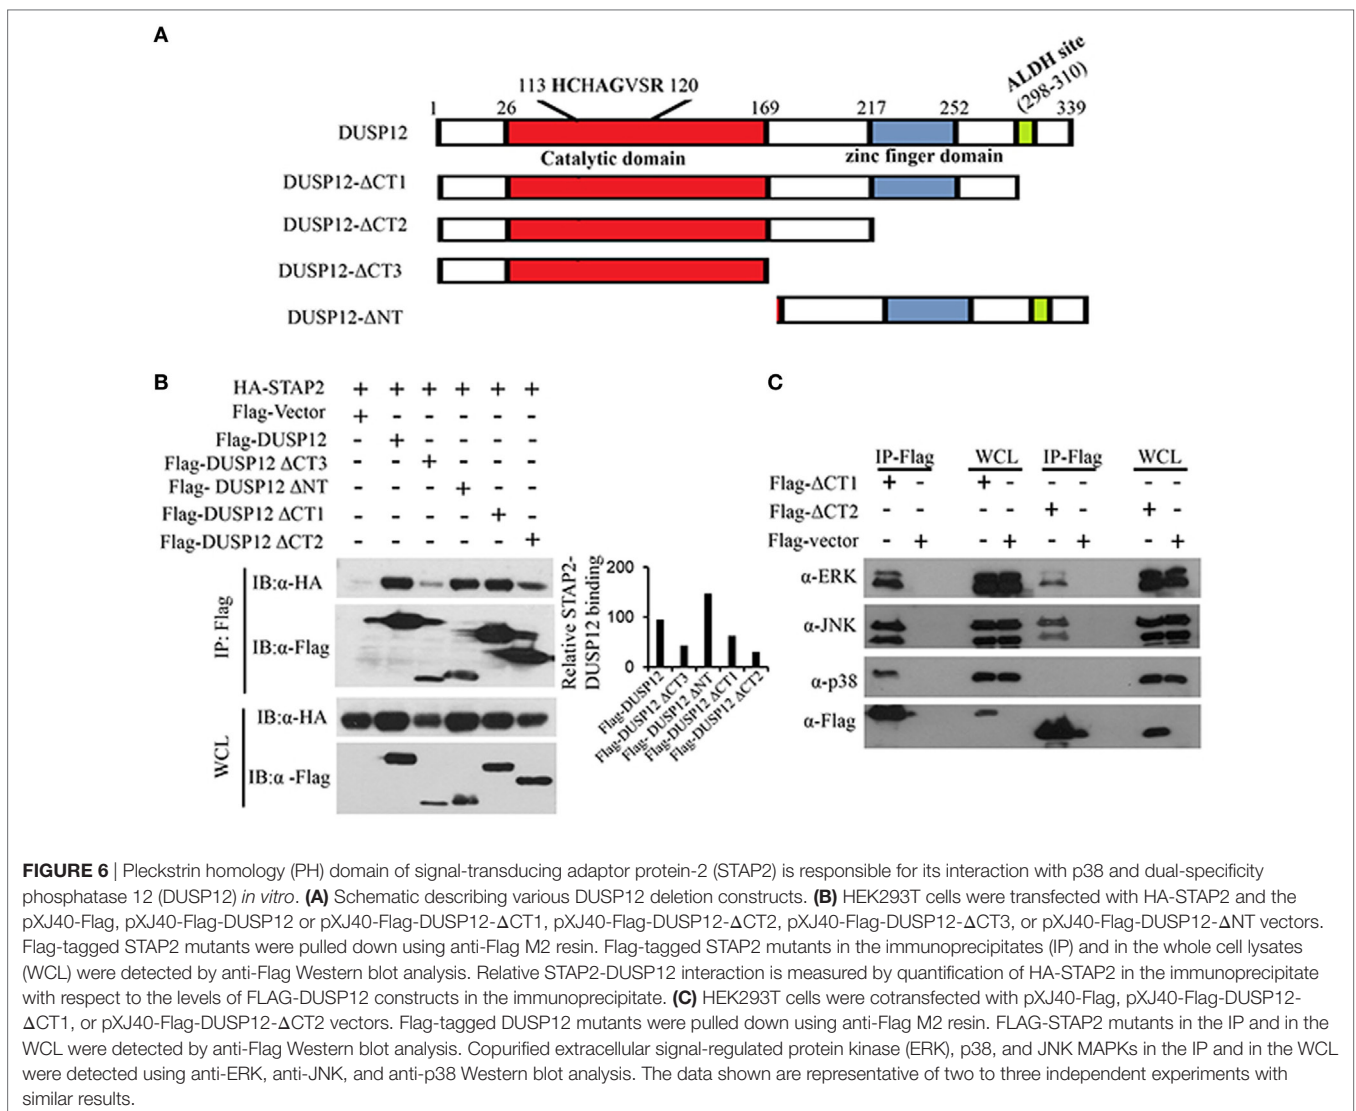 A
ALDH site
(298-310)
113 HCHAGVSR 120
1 26 169 217 252 339
DUSP12
Catalytic domain zinc finger domain
DUSP12-ΔCT1
DUSP12-ΔCT2
DUSP12-ΔCT3
DUSP12-ΔNT
B
HA-STAP2 + + + + + +
Flag-Vector + - - - - -
Flag-DUSP12 - + - - - -
Flag-DUSP12 ΔCT3 - - + - - -
Flag- DUSP12 ΔNT - - - + - -
Flag-DUSP12 ΔCT1 - - - - + -
Flag-DUSP12 ΔCT2 - - - - - +
IP: Flag
IB:α-HA
IB:α-Flag
WCL
IB:α-HA
IB:α -Flag
Relative STAP2-
DUSP12 binding
200
100
0
Flag-DUSP12
Flag-DUSP12 ΔCT3
Flag- DUSP12 ΔNT
Flag-DUSP12 ΔCT1
Flag-DUSP12 ΔCT2
C
IP-Flag WCL IP-Flag WCL
Flag-ΔCT1 + - + - - - - -
Flag-ΔCT2 - - - - + - + -
Flag-vector - + - + - + - +
α-ERK
α-JNK
α-p38
α-Flag
FIGURE 6 | Pleckstrin homology (PH) domain of signal-transducing adaptor protein-2 (STAP2) is responsible for its interaction with p38 and dual-specificity
phosphatase 12 (DUSP12) in vitro. (A) Schematic describing various DUSP12 deletion constructs. (B) HEK293T cells were transfected with HA-STAP2 and the
pXJ40-Flag, pXJ40-Flag-DUSP12 or pXJ40-Flag-DUSP12-ΔCT1, pXJ40-Flag-DUSP12-ΔCT2, pXJ40-Flag-DUSP12-ΔCT3, or pXJ40-Flag-DUSP12-ΔNT vectors.
Flag-tagged STAP2 mutants were pulled down using anti-Flag M2 resin. Flag-tagged STAP2 mutants in the immunoprecipitates (IP) and in the whole cell lysates
(WCL) were detected by anti-Flag Western blot analysis. Relative STAP2-DUSP12 interaction is measured by quantification of HA-STAP2 in the immunoprecipitate
with respect to the levels of FLAG-DUSP12 constructs in the immunoprecipitate. (C) HEK293T cells were cotransfected with pXJ40-Flag, pXJ40-Flag-DUSP12-
ΔCT1, or pXJ40-Flag-DUSP12-ΔCT2 vectors. Flag-tagged DUSP12 mutants were pulled down using anti-Flag M2 resin. FLAG-STAP2 mutants in the IP and in the
WCL were detected by anti-Flag Western blot analysis. Copurified extracellular signal-regulated protein kinase (ERK), p38, and JNK MAPKs in the IP and in the WCL
were detected using anti-ERK, anti-JNK, and anti-p38 Western blot analysis. The data shown are representative of two to three independent experiments with
similar results.